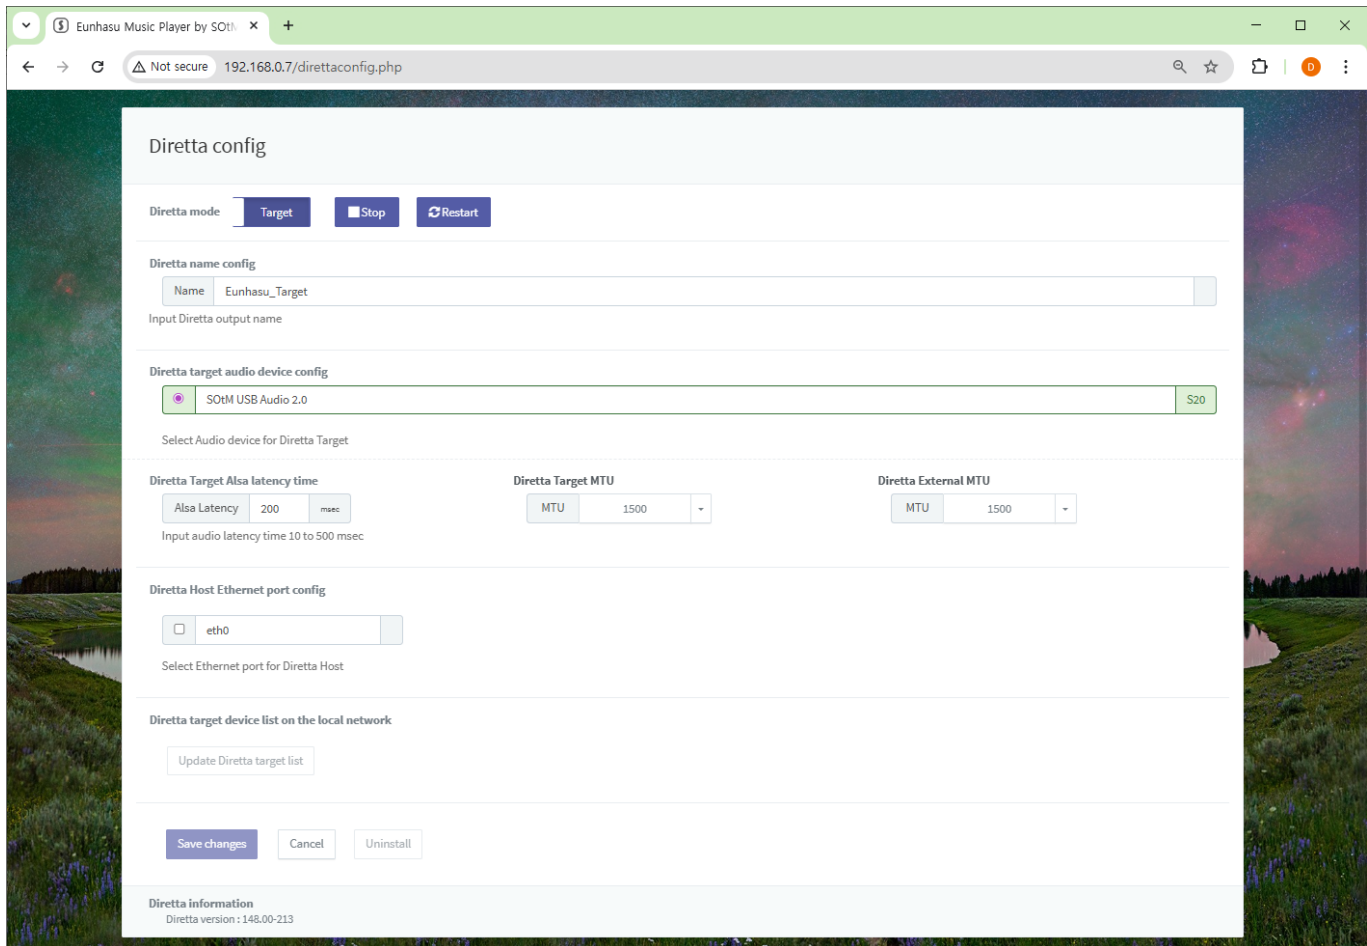 Eunhasu Music Player by SOtM
Not secure 192.168.0.7/direttaconfig.php
D
Diretta config
Diretta mode Target Stop Restart
Diretta name config
Name Eunhasu_Target
Input Diretta output name
Diretta target audio device config
SOtM USB Audio 2.0 S20
Select Audio device for Diretta Target
Diretta Target Alsa latency time Diretta Target MTU Diretta External MTU
Alsa Latency 200 msec MTU 1500 MTU 1500
Input audio latency time 10 to 500 msec
Diretta Host Ethernet port config
eth0
Select Ethernet port for Diretta Host
Diretta target device list on the local network
Update Diretta target list
Save changes Cancel Uninstall
Diretta information
Diretta version : 148.00-213